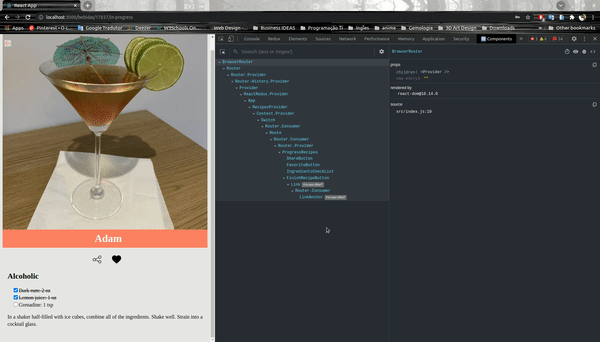 React App
localhost:3000/bebidas/17837/in-progress
Apps
Pinterest - O C...
Google Tradutor
Deezer
W3Schools On...
Web Design-...
Business IDEAS
Programação Ti...
Inglês
anime
Gemologia
3D Art Design
Downloads
Other bookmarks
Console
Redux
Elements
Sources
Network
Performance
Memory
Components
Search (text or /regex/)
BrowserRouter
Router
Router.Provider
Router-History.Provider
Provider
ReactRedux.Provider
App
RecipesProvider
Context.Provider
Switch
Router.Consumer
Route
Router.Consumer
Router.Provider
ProgressRecipes
ShareButton
FavoriteButton
IngredientsCheckList
FinishRecipeButton
Link ForwardRef
Router.Consumer
LinkAnchor ForwardRef
BrowserRouter
props
children: <Provider />
new entry: ""
rendered by
react-dom@16.14.0
source
src/index.js:10
Adam
Alcoholic
Dark rum: 2 oz
Lemon juice: 1 oz
Grenadine: 1 tsp
In a shaker half-filled with ice cubes, combine all of the ingredients. Shake well. Strain into a
cocktail glass.